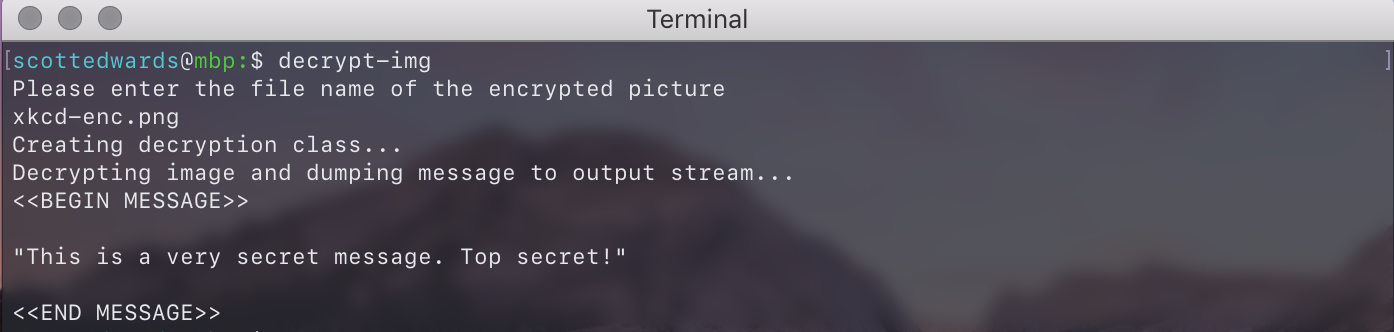 Terminal
[scottedwards@mbp:$ decrypt-img ]
Please enter the file name of the encrypted picture
xkcd-enc.png
Creating decryption class...
Decrypting image and dumping message to output stream...
<<BEGIN MESSAGE>>
"This is a very secret message. Top secret!"
<<END MESSAGE>>